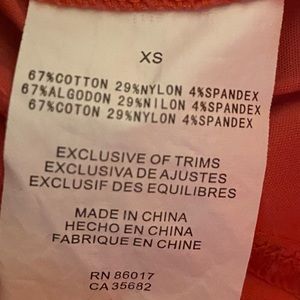 XS
67%COTTON 29%NYLON 4%SPANDEX
67%ALGODON 29%NILON 4%SPANDEX
67%COTON 29%NYLON 4%SPANDEX
EXCLUSIVE OF TRIMS
EXCLUSIVA DE AJUSTES
EXCLUSIF DES EQUILIBRES
MADE IN CHINA
HECHO EN CHINA
FABRIQUE EN CHINE
RN 86017
CA 35682